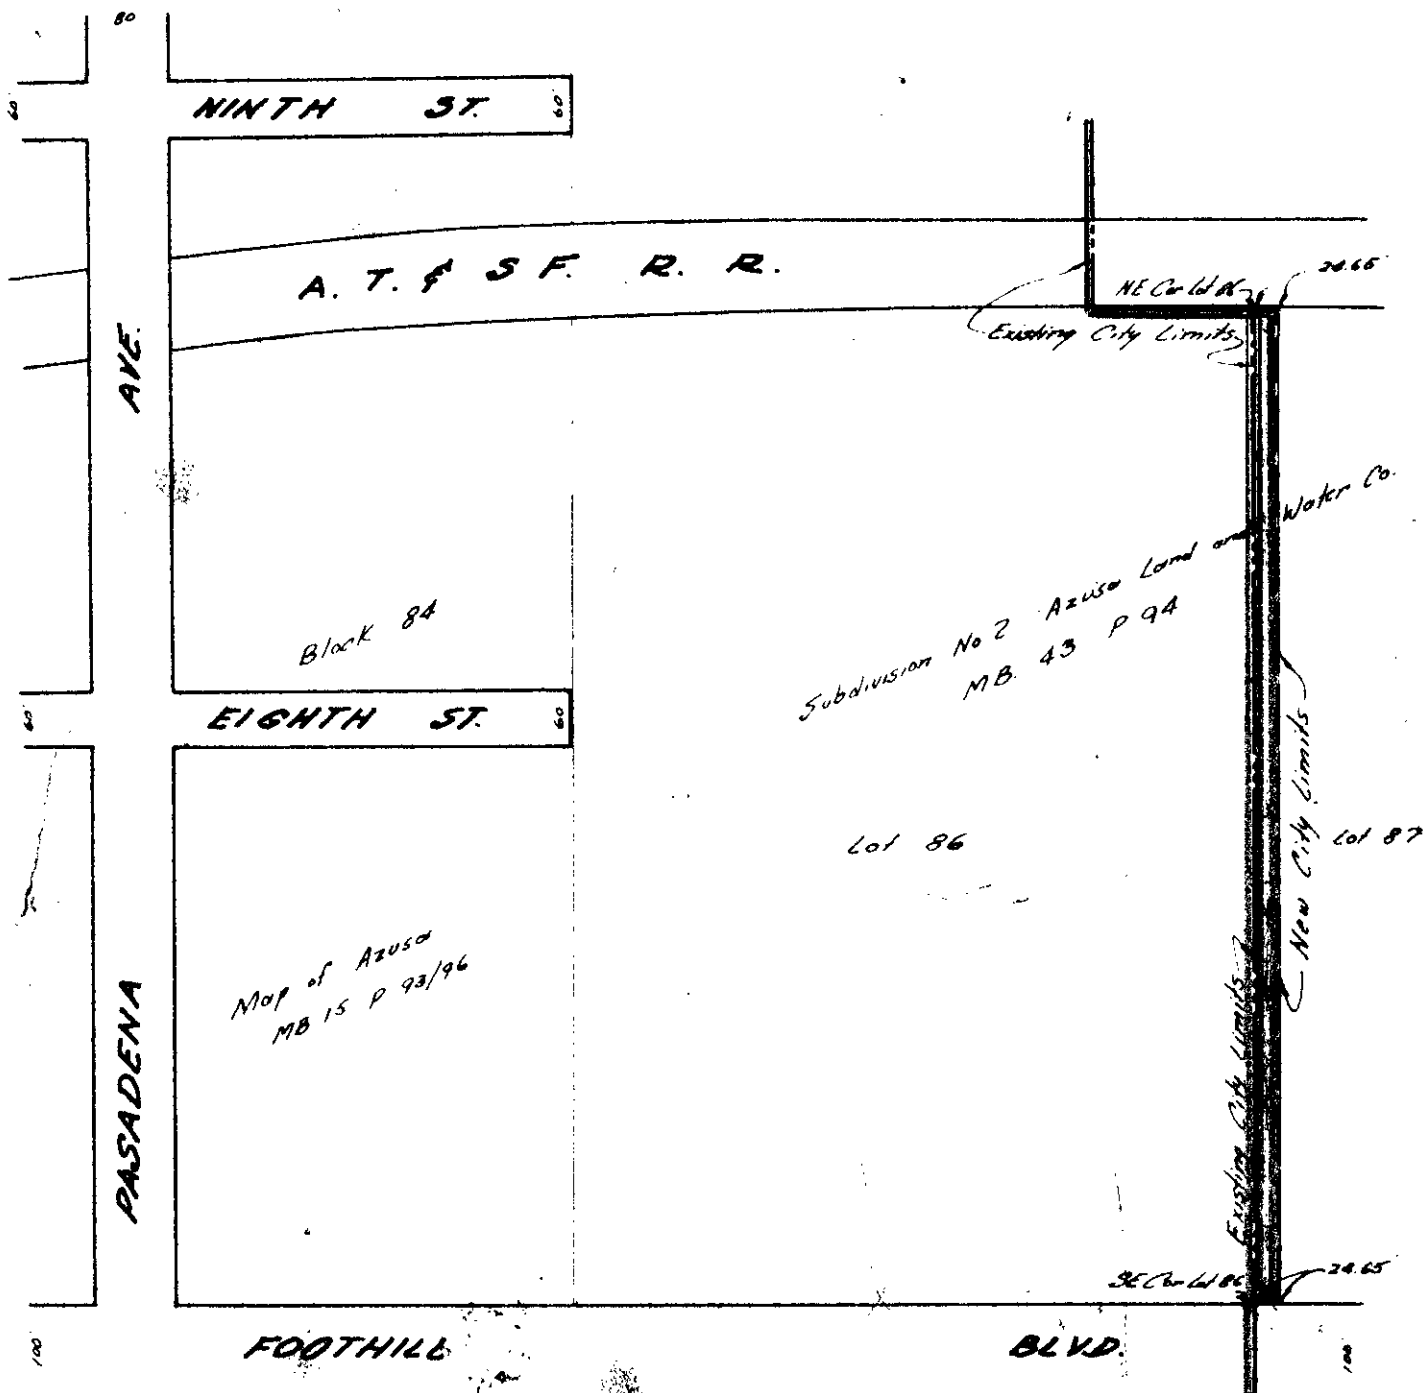 80
60
NINTH ST.
60
A. T. & S F. R. R.
NE Cor Lot 86
24.65
Existing City Limits
AVE.
Subdivision No 2 Azusa Land and Water Co.
MB. 43 P 94
Block 84
60
EIGHTH ST.
60
New City Limits
Lot 86
Lot 87
Map of Azusa
MB 15 P 93/96
PASADENA
Existing City Limits
SE Cor Lot 86
24.65
100
FOOTHILL BLVD.
100